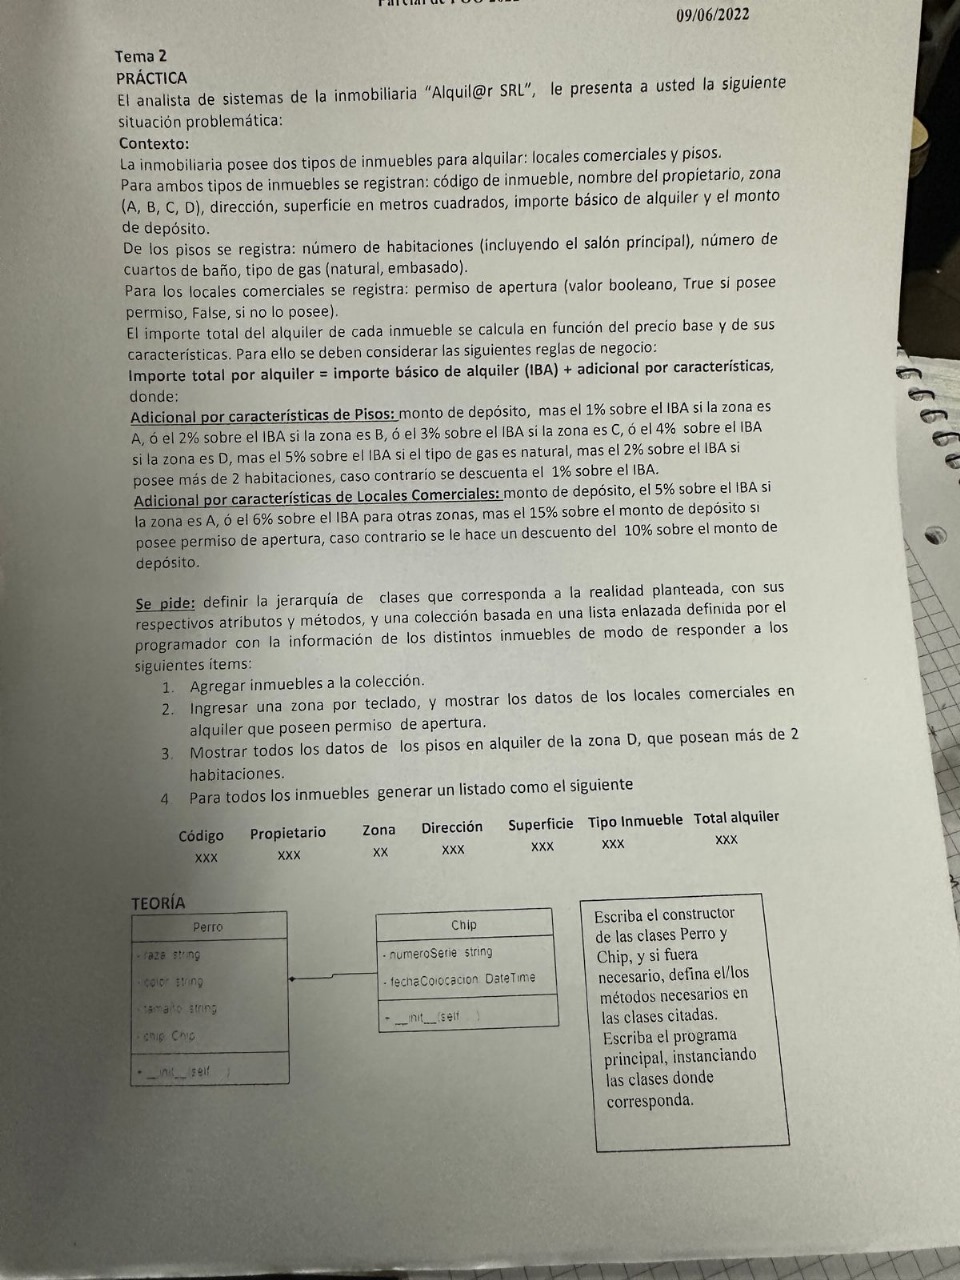 09/06/2022
Tema 2
PRÁCTICA
El analista de sistemas de la inmobiliaria “Alquil@r SRL”, le presenta a usted la siguiente
situación problemática:
Contexto:
La inmobiliaria posee dos tipos de inmuebles para alquilar: locales comerciales y pisos.
Para ambos tipos de inmuebles se registran: código de inmueble, nombre del propietario, zona
(A, B, C, D), dirección, superficie en metros cuadrados, importe básico de alquiler y el monto
de depósito.
De los pisos se registra: número de habitaciones (incluyendo el salón principal), número de
cuartos de baño, tipo de gas (natural, embasado).
Para los locales comerciales se registra: permiso de apertura (valor booleano, True si posee
permiso, False, si no lo posee).
El importe total del alquiler de cada inmueble se calcula en función del precio base y de sus
características. Para ello se deben considerar las siguientes reglas de negocio:
Importe total por alquiler = importe básico de alquiler (IBA) + adicional por características,
donde:
Adicional por características de Pisos: monto de depósito, mas el 1% sobre el IBA si la zona es
A, ó el 2% sobre el IBA si la zona es B, ó el 3% sobre el IBA si la zona es C, ó el 4% sobre el IBA
si la zona es D, mas el 5% sobre el IBA si el tipo de gas es natural, mas el 2% sobre el IBA si
posee más de 2 habitaciones, caso contrario se descuenta el 1% sobre el IBA.
Adicional por características de Locales Comerciales: monto de depósito, el 5% sobre el IBA si
la zona es A, ó el 6% sobre el IBA para otras zonas, mas el 15% sobre el monto de depósito si
posee permiso de apertura, caso contrario se le hace un descuento del 10% sobre el monto de
depósito.
Se pide: definir la jerarquía de clases que corresponda a la realidad planteada, con sus
respectivos atributos y métodos, y una colección basada en una lista enlazada definida por el
programador con la información de los distintos inmuebles de modo de responder a los
siguientes ítems:
1. Agregar inmuebles a la colección.
2. Ingresar una zona por teclado, y mostrar los datos de los locales comerciales en
alquiler que poseen permiso de apertura.
3. Mostrar todos los datos de los pisos en alquiler de la zona D, que posean más de 2
habitaciones.
4 Para todos los inmuebles generar un listado como el siguiente
Código Propietario Zona Dirección Superficie Tipo Inmueble Total alquiler
xxx xxx xx xxx xxx xxx xxx
TEORÍA
Perro
- raza string
- color string
- tamaño string
- chip Chip
+ __init__(self )
Chip
- numeroSerie string
- fechaColocacion DateTime
+ __init__(self )
Escriba el constructor
de las clases Perro y
Chip, y si fuera
necesario, defina el/los
métodos necesarios en
las clases citadas.
Escriba el programa
principal, instanciando
las clases donde
corresponda.